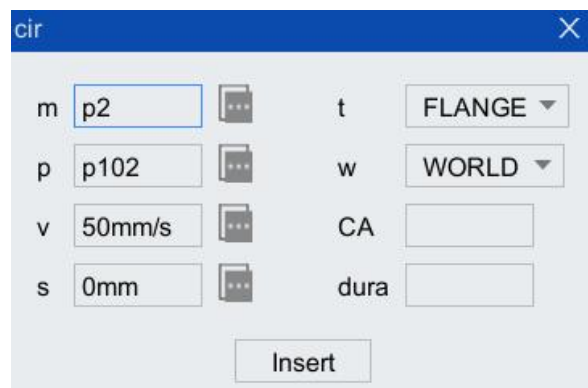 cir
m p2 t FLANGE
p p102 w WORLD
v 50mm/s CA
s 0mm dura
Insert